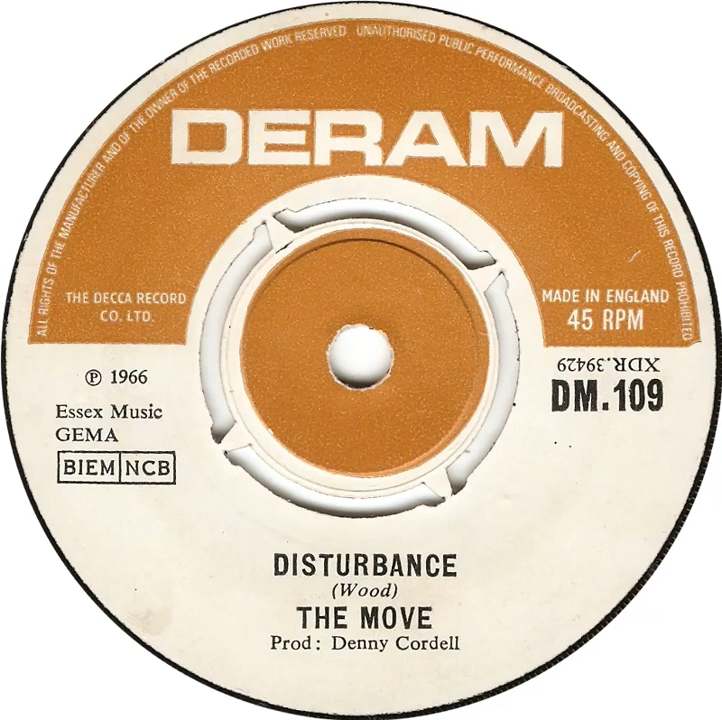 ALL RIGHTS OF THE MANUFACTURER AND OF THE OWNER OF THE RECORDED WORK RESERVED UNAUTHORISED PUBLIC PERFORMANCE BROADCASTING AND COPYING OF THIS RECORD PROHIBITED
DERAM
THE DECCA RECORD
CO. LTD.
MADE IN ENGLAND
45 RPM
XDR.39429
DM.109
℗ 1966
Essex Music
GEMA
BIEM NCB
DISTURBANCE
(Wood)
THE MOVE
Prod: Denny Cordell